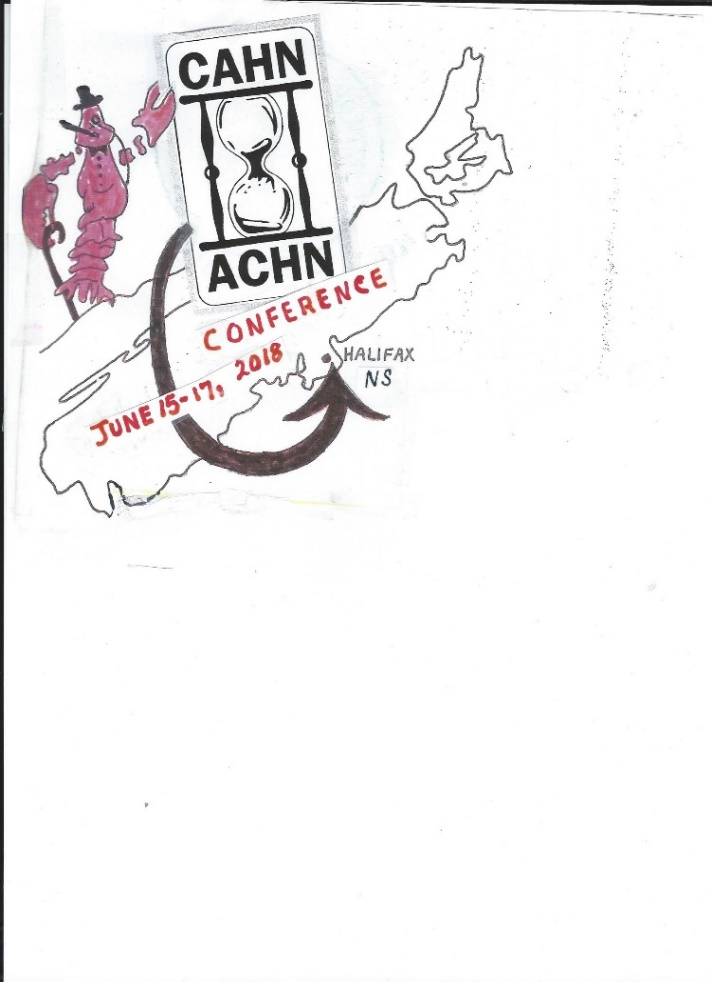 CAHN
ACHN
CONFERENCE
JUNE 15-17, 2018
HALIFAX
NS